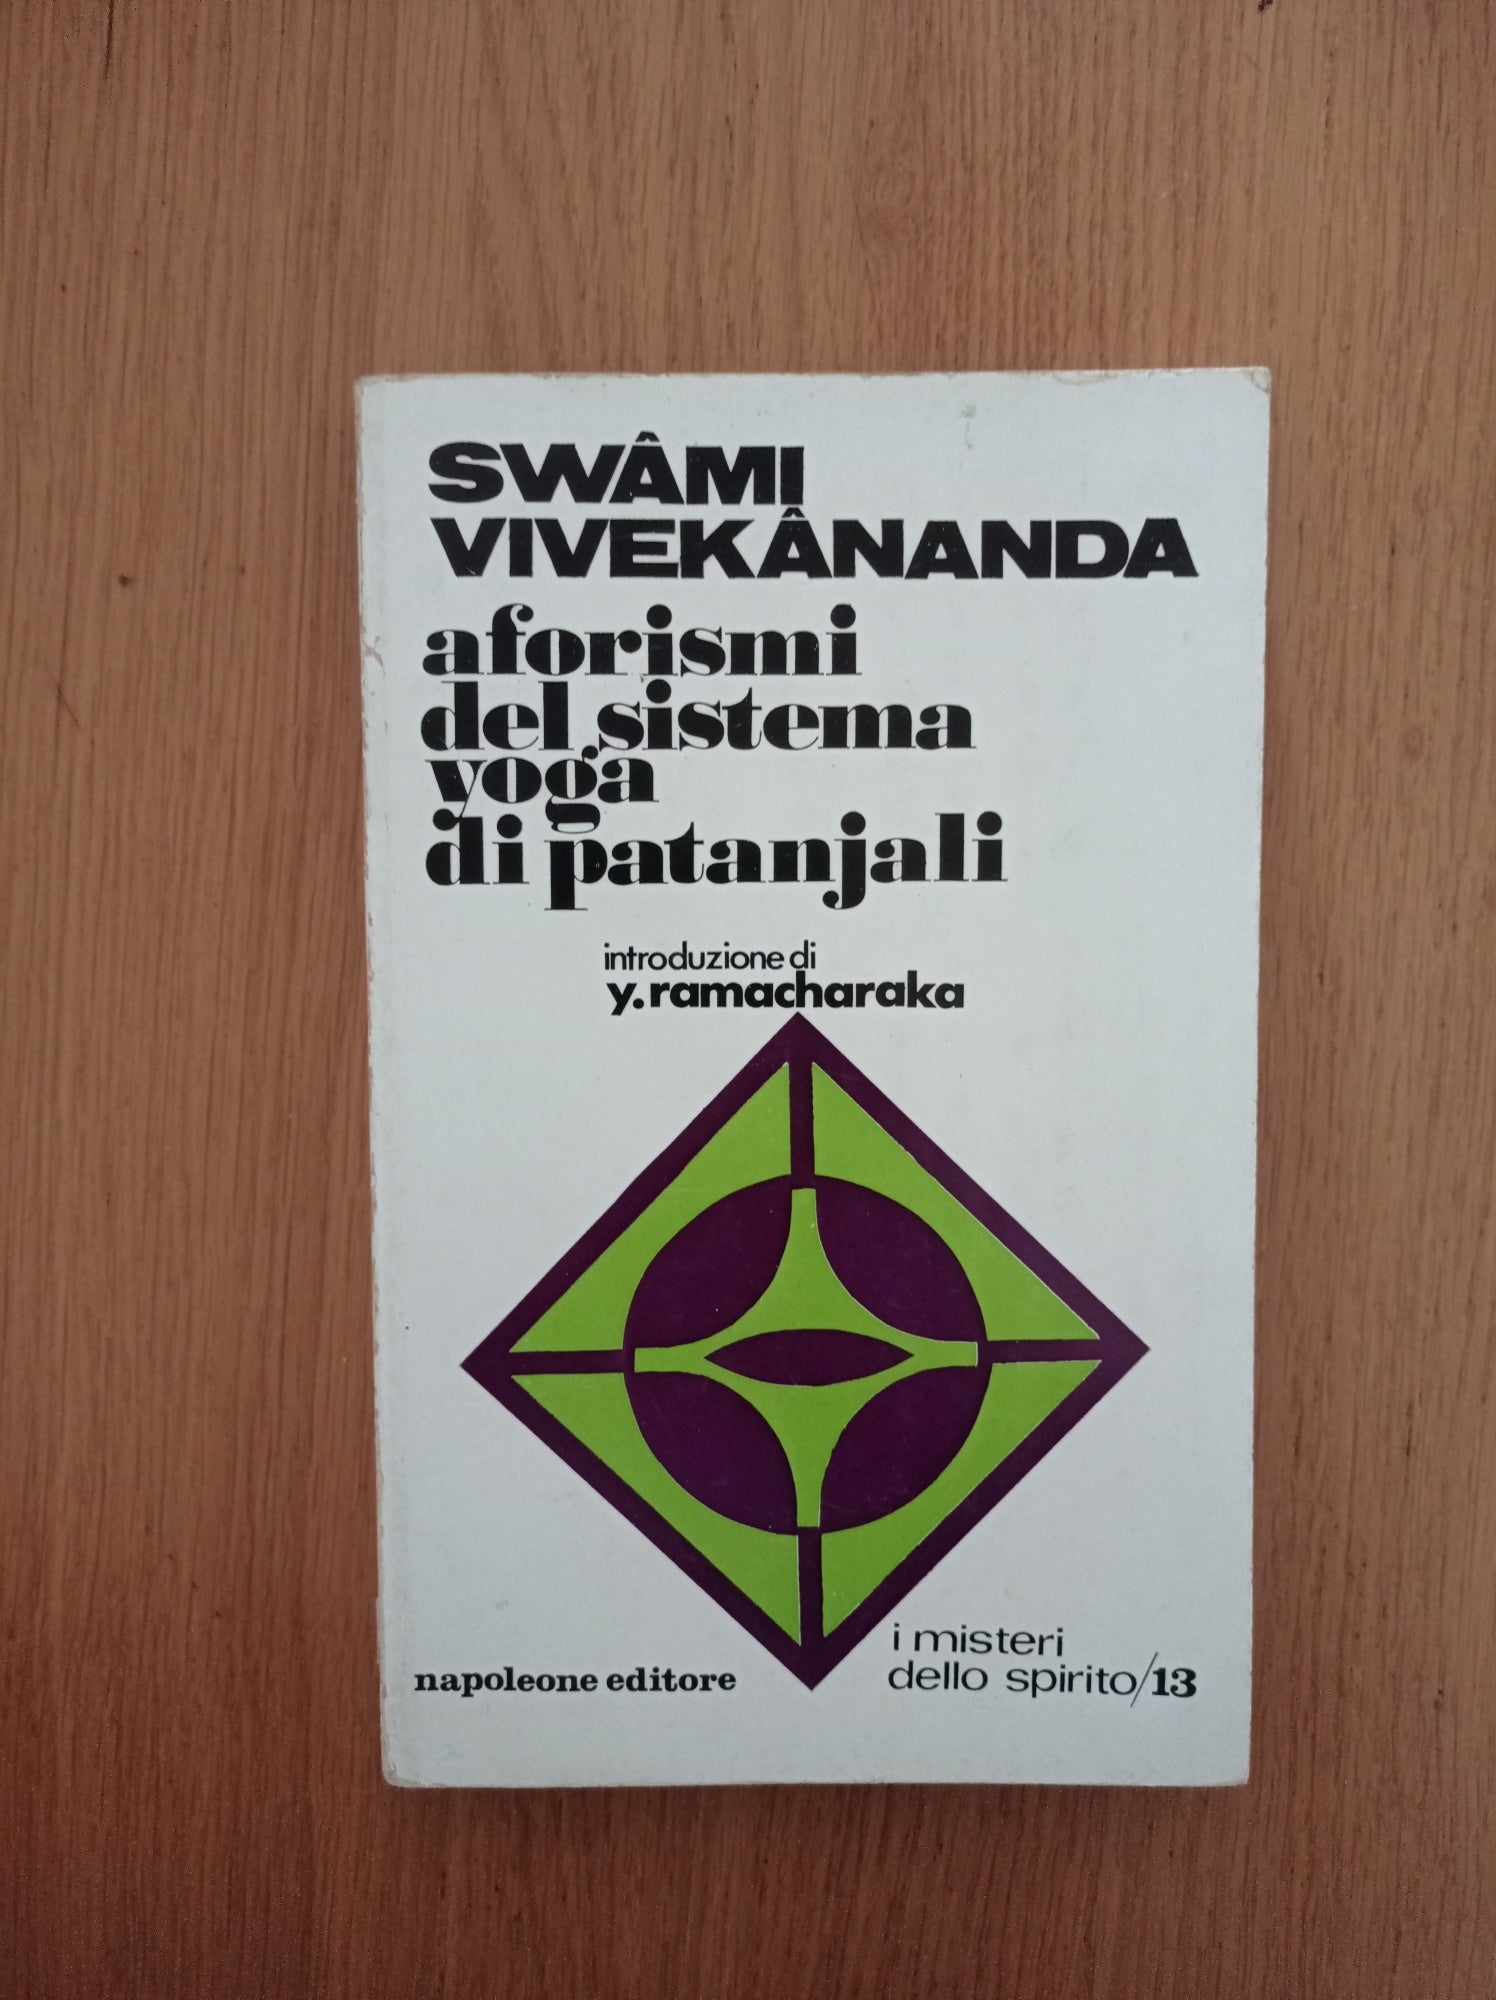 SWÂMI
VIVEKÂNANDA
aforismi
del sistema
yoga
di patanjali
introduzione di
y. ramacharaka
napoleone editore
i misteri
dello spirito/13